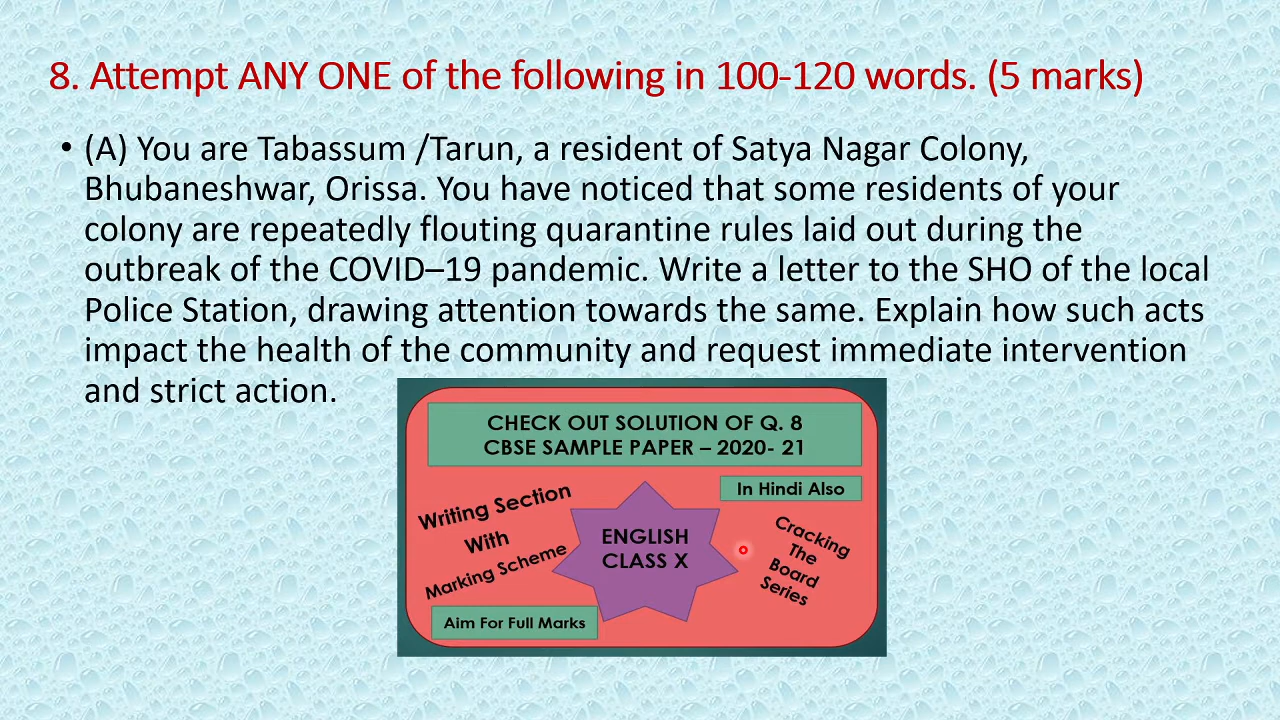 8. Attempt ANY ONE of the following in 100-120 words. (5 marks)
• (A) You are Tabassum /Tarun, a resident of Satya Nagar Colony,
Bhubaneshwar, Orissa. You have noticed that some residents of your
colony are repeatedly flouting quarantine rules laid out during the
outbreak of the COVID–19 pandemic. Write a letter to the SHO of the local
Police Station, drawing attention towards the same. Explain how such acts
impact the health of the community and request immediate intervention
and strict action.
CHECK OUT SOLUTION OF Q. 8
CBSE SAMPLE PAPER – 2020- 21
In Hindi Also
Writing Section
With
Marking Scheme
ENGLISH
CLASS X
Cracking
The
Board
Series
Aim For Full Marks